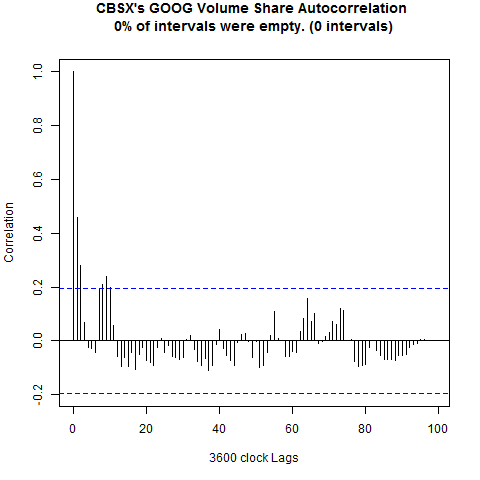 CBSX's GOOG Volume Share Autocorrelation
0% of intervals were empty. (0 intervals)
Correlation
1.0
0.8
0.6
0.4
0.2
0.0
-0.2
0 20 40 60 80 100
3600 clock Lags